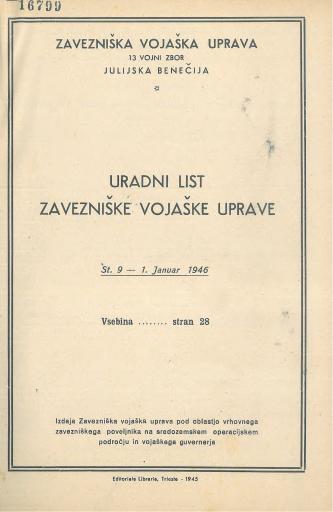 16799
ZAVEZNIŠKA VOJAŠKA UPRAVA
13 VOJNI ZBOR
JULIJSKA BENEČIJA
URADNI LIST
ZAVEZNIŠKE VOJAŠKE UPRAVE
Št. 9 — 1. Januar 1946
Vsebina ........ stran 28
Izdaja Zavezniška vojaška uprava pod oblastjo vrhovnega
zavezniškega poveljnika na sredozemskem operacijskem
področju in vojaškega guvernerja
Editoriale Libraria, Trieste - 1945